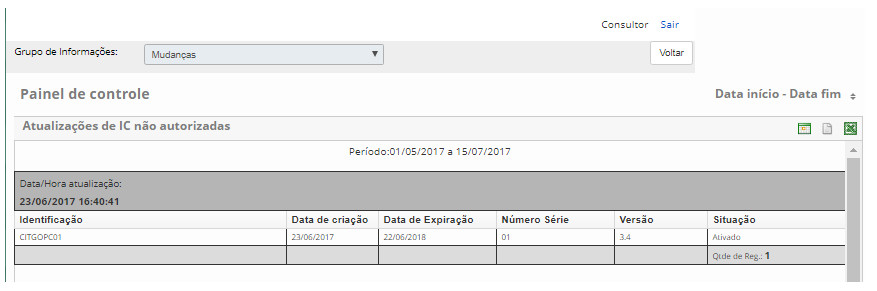 Consultor Sair
Grupo de Informações: Mudanças Voltar
Painel de controle Data início - Data fim
Atualizações de IC não autorizadas
Período:01/05/2017 a 15/07/2017
Data/Hora atualização:
23/06/2017 16:40:41
Identificação Data de criação Data de Expiração Número Série Versão Situação
CITGOPC01 23/06/2017 22/06/2018 01 3.4 Ativado
Qtde de Reg.: 1